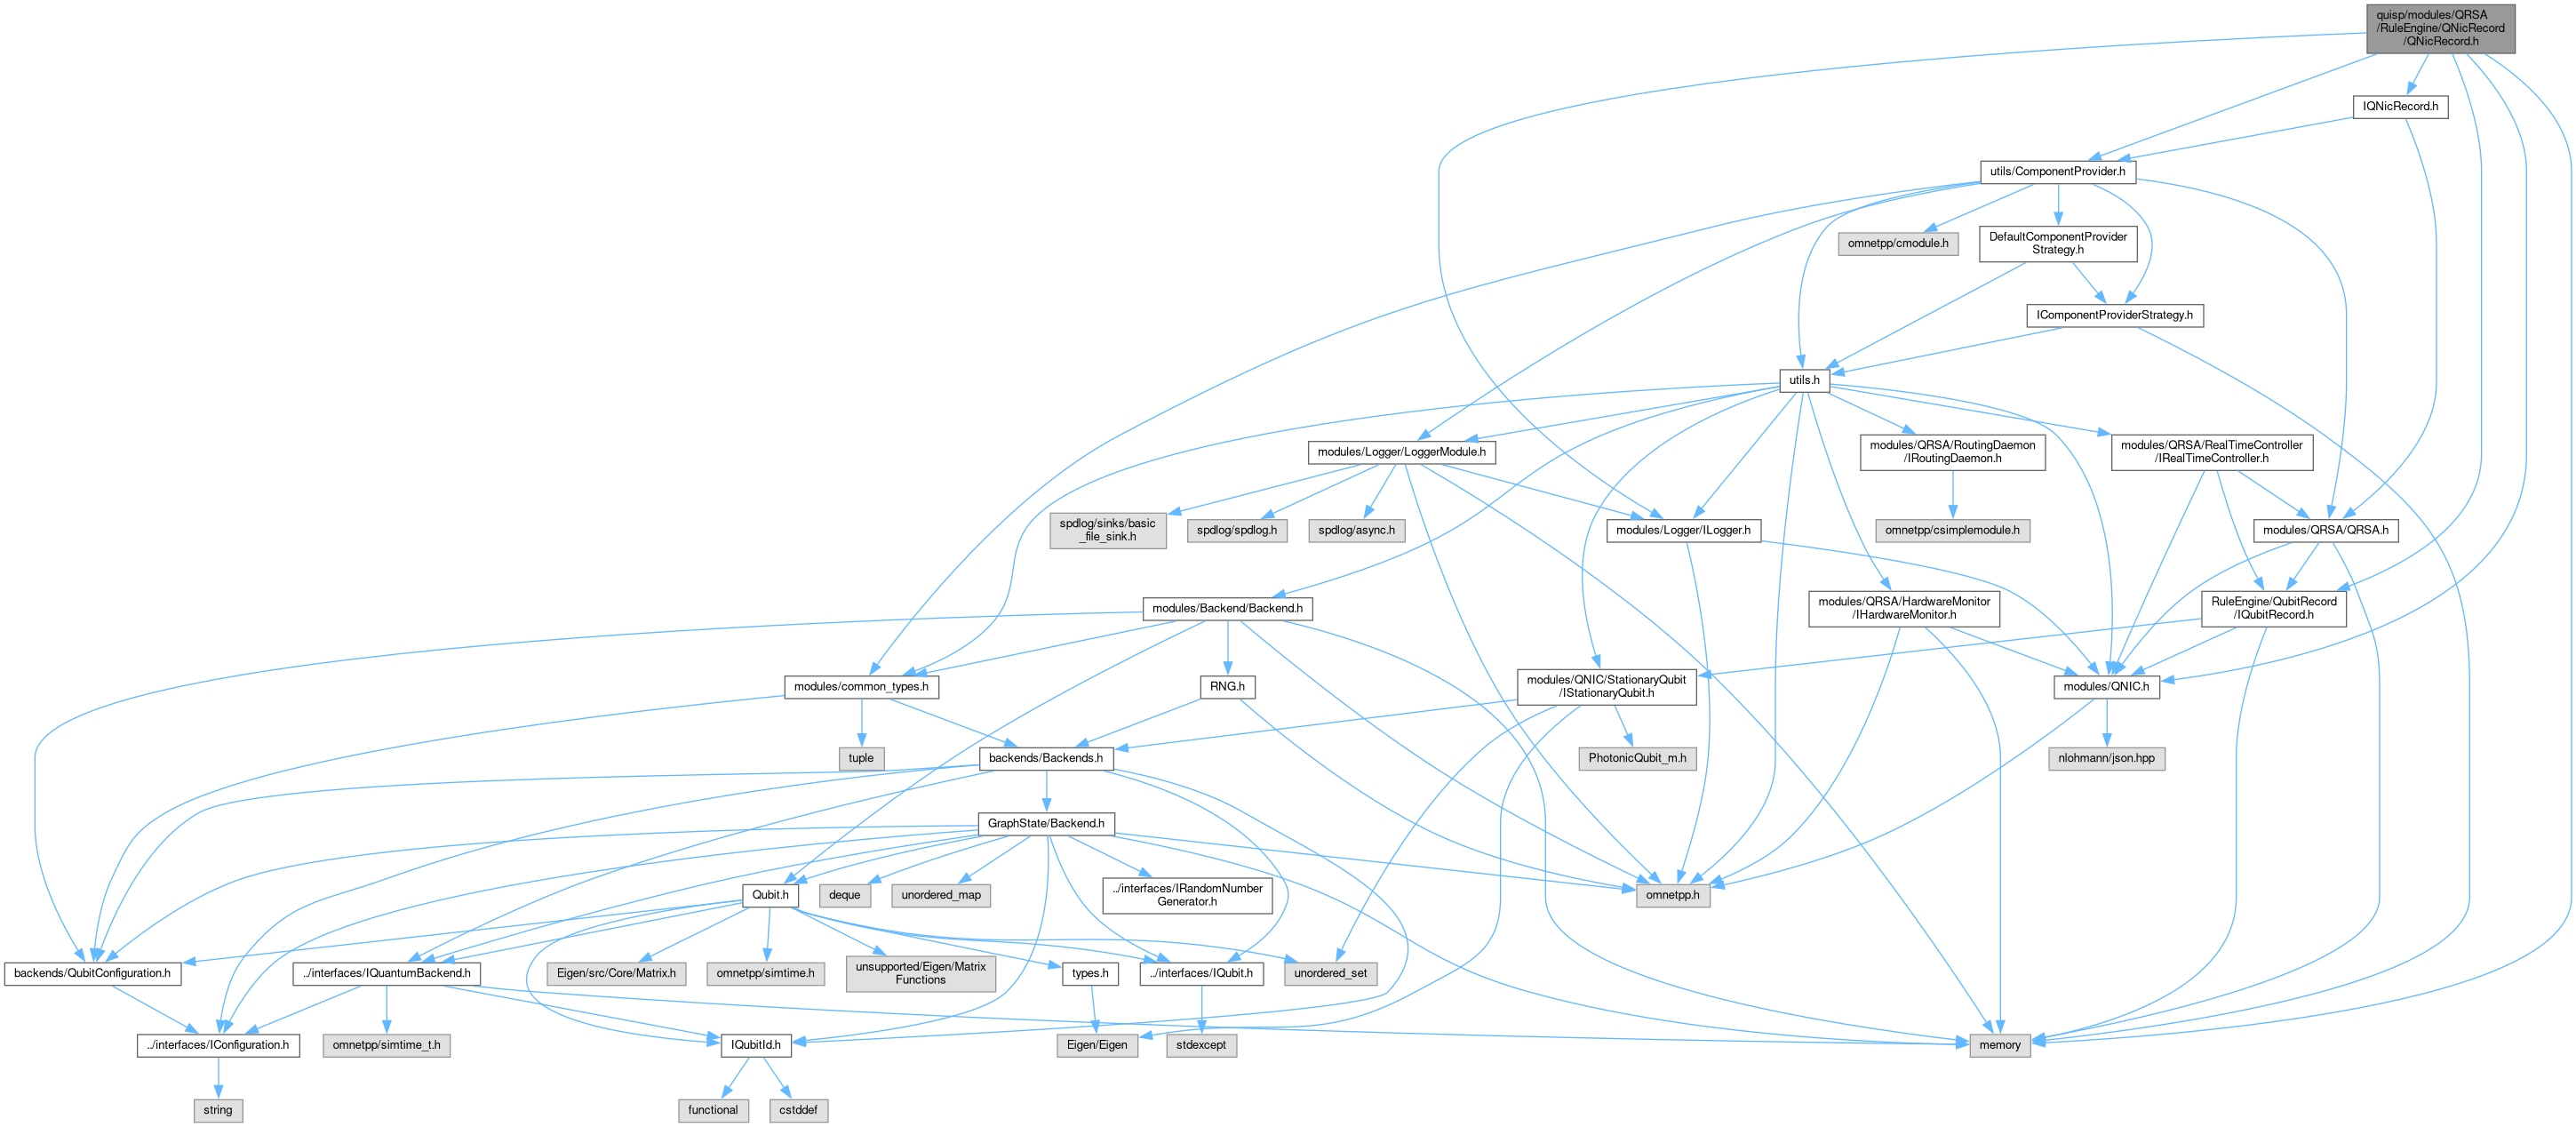 quisp/modules/QRSA
/RuleEngine/QNicRecord
/QNicRecord.h
IQNicRecord.h
utils/ComponentProvider.h
omnetpp/cmodule.h
DefaultComponentProvider
Strategy.h
IComponentProviderStrategy.h
utils.h
modules/Logger/LoggerModule.h
modules/QRSA/RoutingDaemon
/IRoutingDaemon.h
modules/QRSA/RealTimeController
/IRealTimeController.h
spdlog/sinks/basic
_file_sink.h
spdlog/spdlog.h
spdlog/async.h
modules/Logger/ILogger.h
omnetpp/csimplemodule.h
modules/QRSA/QRSA.h
modules/Backend/Backend.h
modules/QRSA/HardwareMonitor
/IHardwareMonitor.h
RuleEngine/QubitRecord
/IQubitRecord.h
modules/common_types.h
RNG.h
modules/QNIC/StationaryQubit
/IStationaryQubit.h
modules/QNIC.h
tuple
backends/Backends.h
PhotonicQubit_m.h
nlohmann/json.hpp
GraphState/Backend.h
Qubit.h
deque
unordered_map
../interfaces/IRandomNumber
Generator.h
omnetpp.h
backends/QubitConfiguration.h
../interfaces/IQuantumBackend.h
Eigen/src/Core/Matrix.h
omnetpp/simtime.h
unsupported/Eigen/Matrix
Functions
types.h
../interfaces/IQubit.h
unordered_set
../interfaces/IConfiguration.h
omnetpp/simtime_t.h
IQubitId.h
Eigen/Eigen
stdexcept
memory
string
functional
cstddef